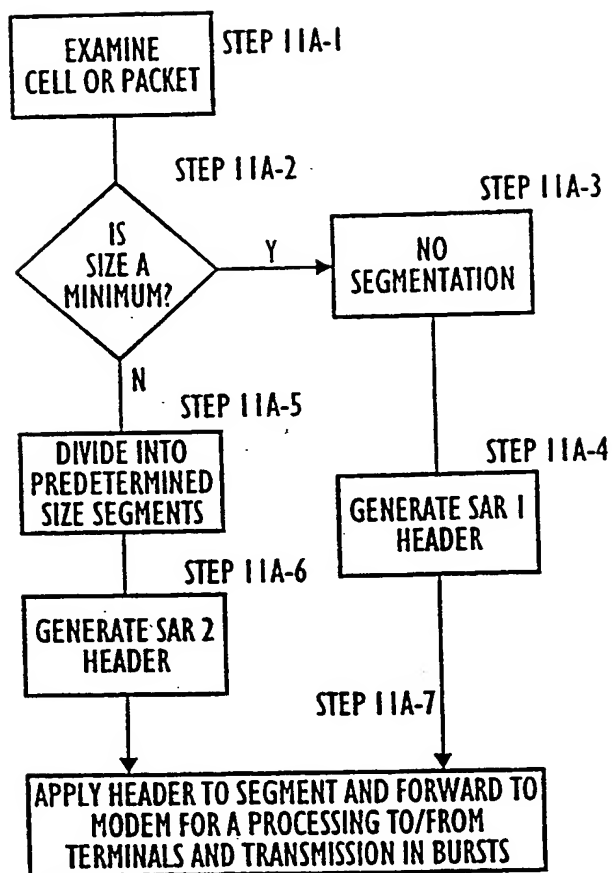 EXAMINE
CELL OR PACKET
STEP 11A-1
STEP 11A-2
IS
SIZE A
MINIMUM?
Y
STEP 11A-3
NO
SEGMENTATION
N
STEP 11A-5
DIVIDE INTO
PREDETERMINED
SIZE SEGMENTS
STEP 11A-4
GENERATE SAR 1
HEADER
STEP 11A-6
GENERATE SAR 2
HEADER
STEP 11A-7
APPLY HEADER TO SEGMENT AND FORWARD TO
MODEM FOR A PROCESSING TO/FROM
TERMINALS AND TRANSMISSION IN BURSTS